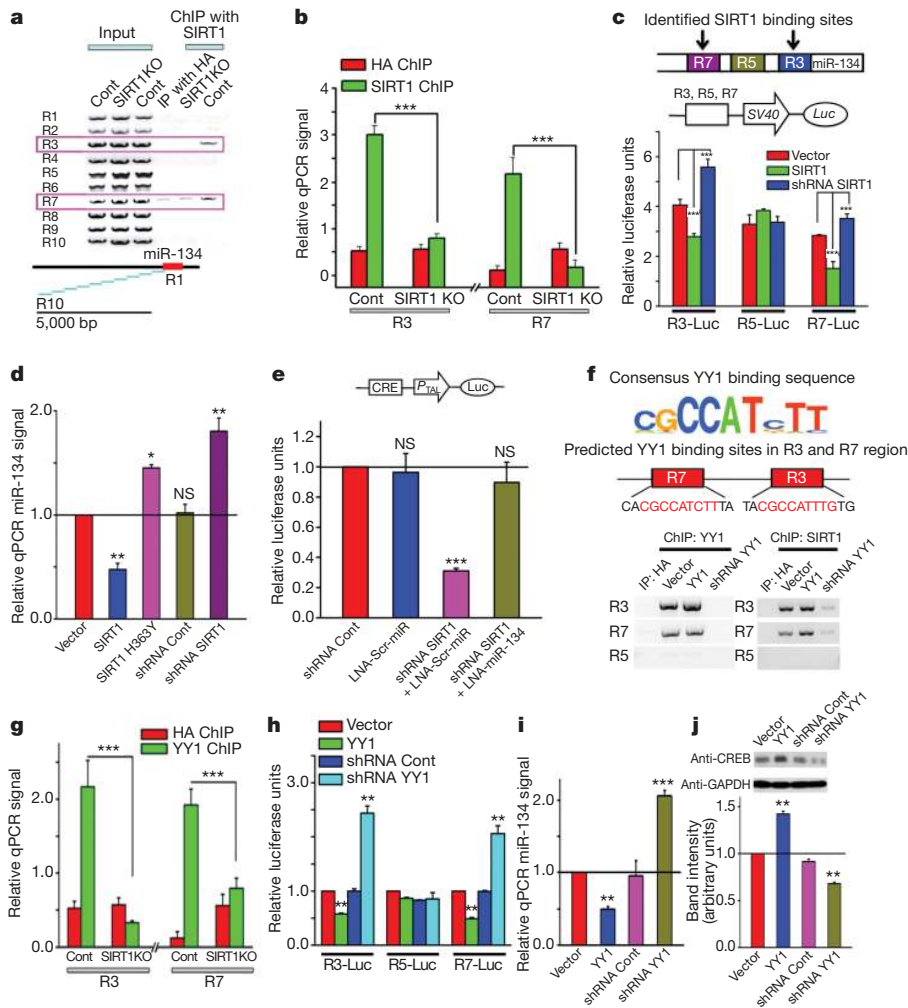 a
ChIP with
SIRT1
Input
Cont
SIRT1KO
Cont
IP with HA
SIRT1KO
Cont
R1
R2
R3
R4
R5
R6
R7
R8
R9
R10
miR-134
R1
R10
5,000 bp
b
HA ChIP
SIRT1 ChIP
Relative qPCR signal
4
3
2
1
0
***
***
Cont SIRT1 KO Cont SIRT1 KO
R3 R7
c
Identified SIRT1 binding sites
R7 R5 R3 miR-134
R3, R5, R7
SV40 Luc
Relative luciferase units
6
4
2
0
Vector
SIRT1
shRNA SIRT1
***
***
***
***
R3-Luc R5-Luc R7-Luc
d
Relative qPCR miR-134 signal
2.0
1.0
0.0
**
*
NS
**
Vector
SIRT1
SIRT1 H363Y
shRNA Cont
shRNA SIRT1
e
CRE PTAL Luc
Relative luciferase units
1.2
1.0
0.8
0.6
0.4
0.2
0
NS
***
NS
shRNA Cont
LNA-Scr-miR
shRNA SIRT1
+ LNA-Scr-miR
shRNA SIRT1
+ LNA-miR-134
f
Consensus YY1 binding sequence
CGCCATCTT
Predicted YY1 binding sites in R3 and R7 region
R7 R3
CACGCCATCTTTA TACGCCATTTGTG
ChIP: YY1 ChIP: SIRT1
IP: HA
Vector
YY1
shRNA YY1
IP: HA
Vector
YY1
shRNA YY1
R3 R3
R7 R7
R5 R5
g
HA ChIP
YY1 ChIP
Relative qPCR signal
2.0
1.0
0.0
***
***
Cont SIRT1KO Cont SIRT1KO
R3 R7
h
Vector
YY1
shRNA Cont
shRNA YY1
Relative luciferase units
3.0
2.0
1.0
0.0
**
**
**
**
R3-Luc R5-Luc R7-Luc
i
Relative qPCR miR-134 signal
2.0
1.0
0.0
**
***
Vector
YY1
shRNA Cont
shRNA YY1
j
Vector
YY1
shRNA Cont
shRNA YY1
Anti-CREB
Anti-GAPDH
Band intensity
(arbitrary units)
1.0
0.0
**
**
Vector
YY1
shRNA Cont
shRNA YY1